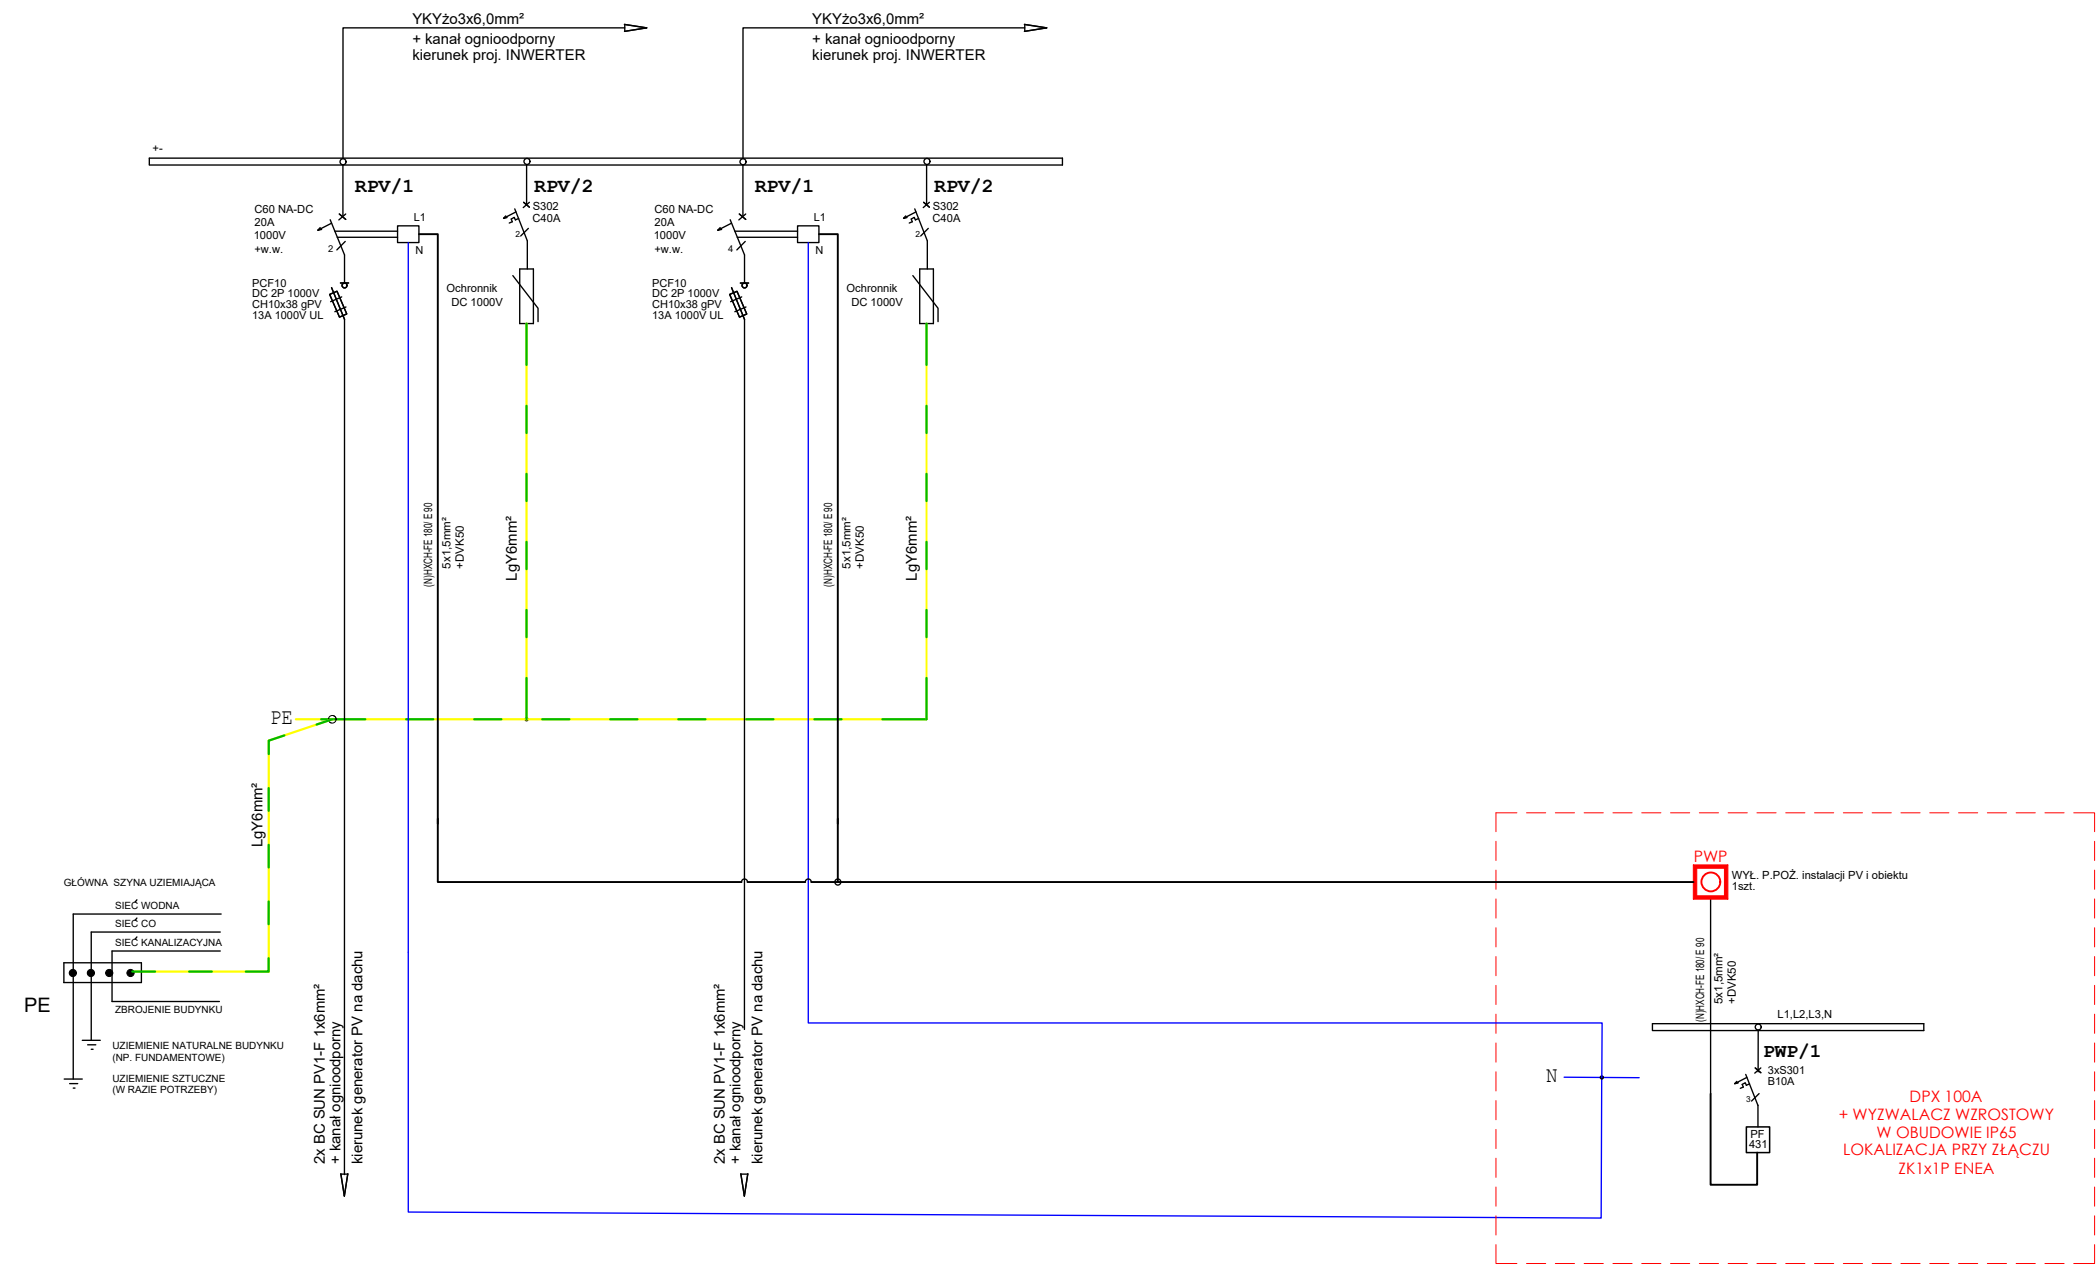 YKYżo3x6,0mm²
+ kanał ognioodporny
kierunek proj. INWERTER
YKYżo3x6,0mm²
+ kanał ognioodporny
kierunek proj. INWERTER
+-
RPV/1
C60 NA-DC
20A
1000V
+w.w.
2
L1
N
PCF10
DC 2P 1000V
CH10x38 gPV
13A 1000V UL
RPV/2
S302
C40A
2
Ochronnik
DC 1000V
RPV/1
C60 NA-DC
20A
1000V
+w.w.
4
L1
N
PCF10
DC 2P 1000V
CH10x38 gPV
13A 1000V UL
RPV/2
S302
C40A
2
Ochronnik
DC 1000V
(N)HXCH-FE 180/ E 90
5x1,5mm²
+DVK50
LgY6mm²
(N)HXCH-FE 180/ E 90
5x1,5mm²
+DVK50
LgY6mm²
PE
LgY6mm²
GŁÓWNA SZYNA UZIEMIAJĄCA
SIEĆ WODNA
SIEĆ CO
SIEĆ KANALIZACYJNA
PE
ZBROJENIE BUDYNKU
UZIEMIENIE NATURALNE BUDYNKU
(NP. FUNDAMENTOWE)
UZIEMIENIE SZTUCZNE
(W RAZIE POTRZEBY)
2x BC SUN PV1-F 1x6mm²
+ kanał ognioodporny
kierunek generator PV na dachu
2x BC SUN PV1-F 1x6mm²
+ kanał ognioodporny
kierunek generator PV na dachu
PWP
WYŁ. P.POŻ. instalacji PV i obiektu
1szt.
(N)HXCH-FE 180/ E 90
5x1,5mm²
+DVK50
L1,L2,L3,N
PWP/1
3xS301
B10A
3
PF
431
N
DPX 100A
+ WYZWALACZ WZROSTOWY
W OBUDOWIE IP65
LOKALIZACJA PRZY ZŁĄCZU
ZK1x1P ENEA